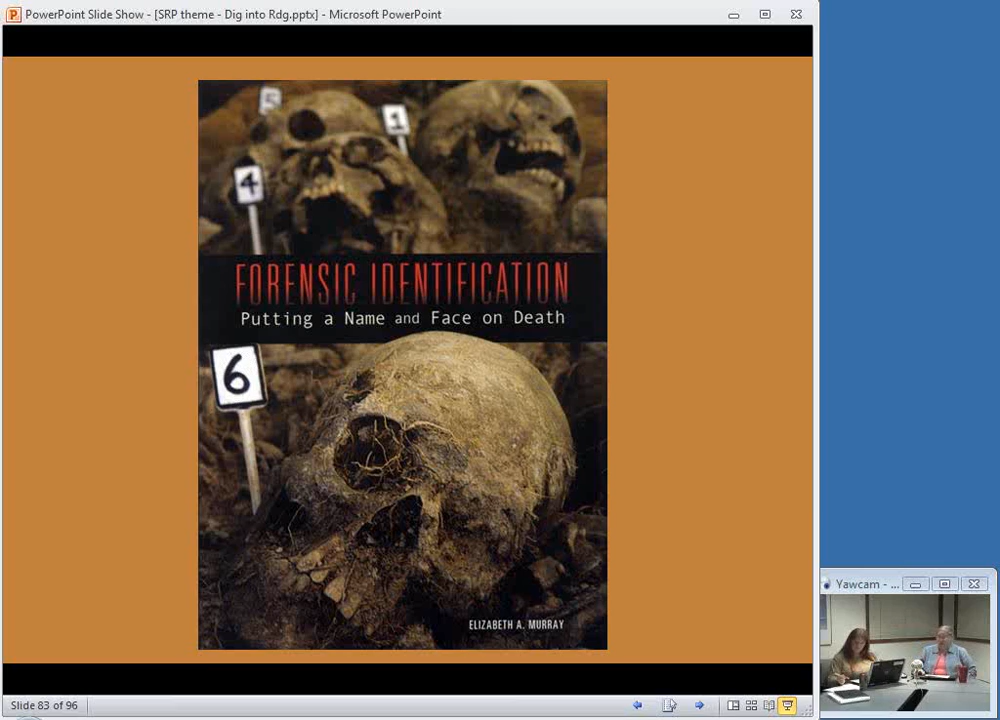 PowerPoint Slide Show - [SRP theme - Dig into Rdg.pptx] - Microsoft PowerPoint
5
1
4
FORENSIC IDENTIFICATION
Putting a Name and Face on Death
6
ELIZABETH A. MURRAY
Yawcam - ...
Slide 83 of 96